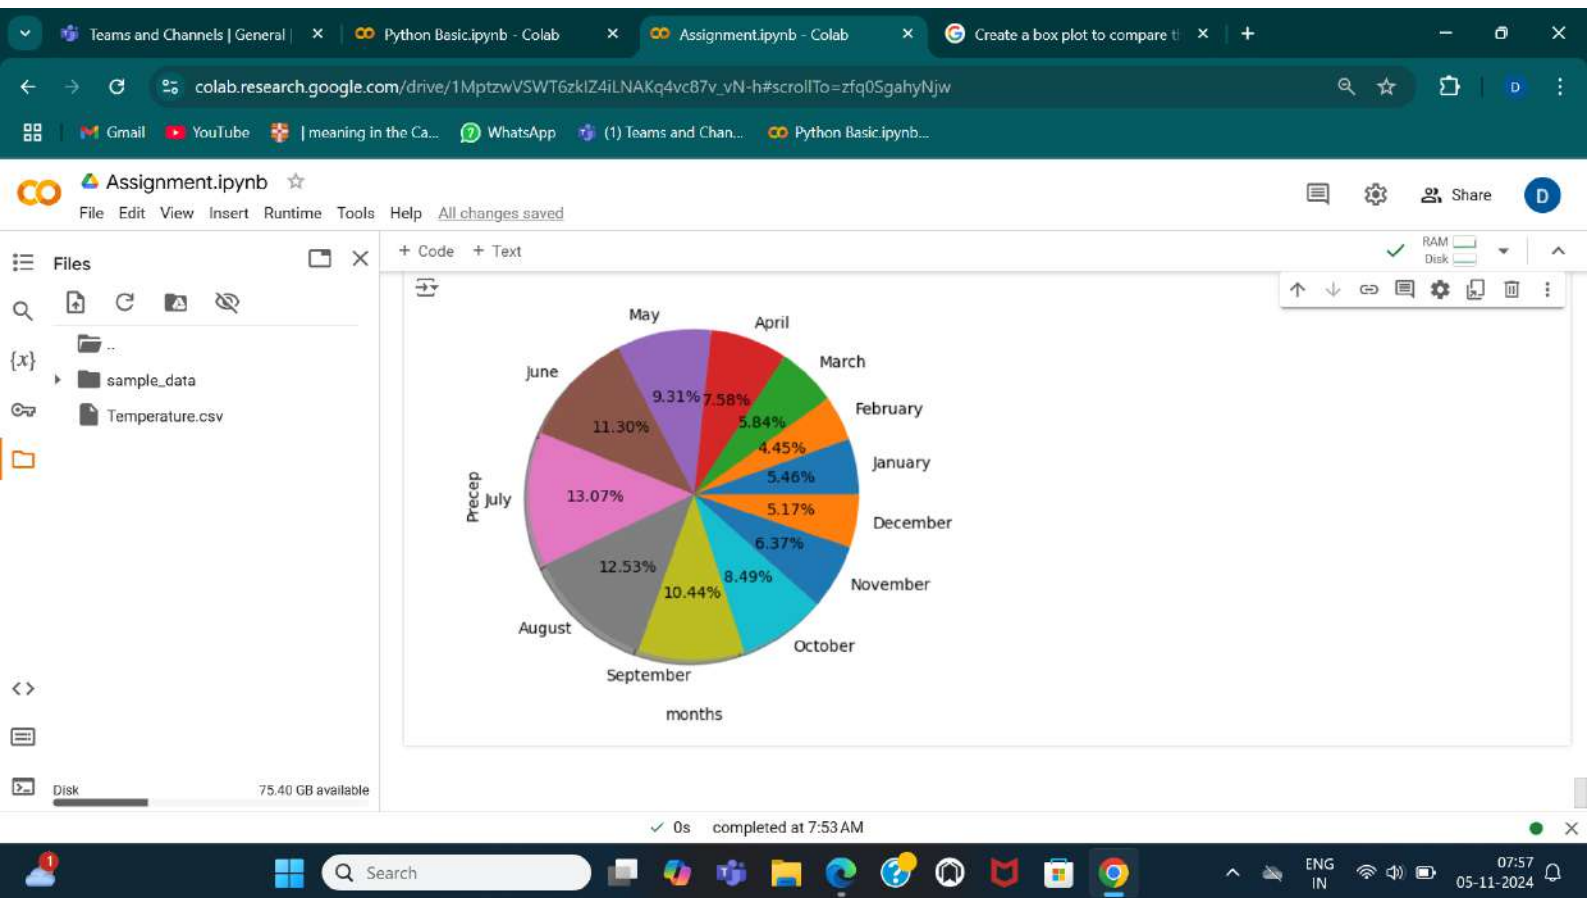 Teams and Channels | General |
Python Basic.ipynb - Colab
Assignment.ipynb - Colab
Create a box plot to compare t
colab.research.google.com/drive/1MptzwVSWT6zkIZ4iLNAKq4vc87v_vN-h#scrollTo=zfq0SgahyNjw
D
Gmail
YouTube
| meaning in the Ca...
WhatsApp
(1) Teams and Chan...
Python Basic.ipynb...
Assignment.ipynb
File Edit View Insert Runtime Tools Help All changes saved
Share
D
Files
+ Code + Text
RAM
Disk
..
sample_data
Temperature.csv
{x}
May
April
June
March
February
January
July
Precep
December
November
August
October
September
months
9.31%
7.58%
5.84%
11.30%
4.45%
5.46%
13.07%
5.17%
6.37%
12.53%
8.49%
10.44%
Disk 75.40 GB available
0s completed at 7:53 AM
1
Search
ENG
IN
07:57
05-11-2024